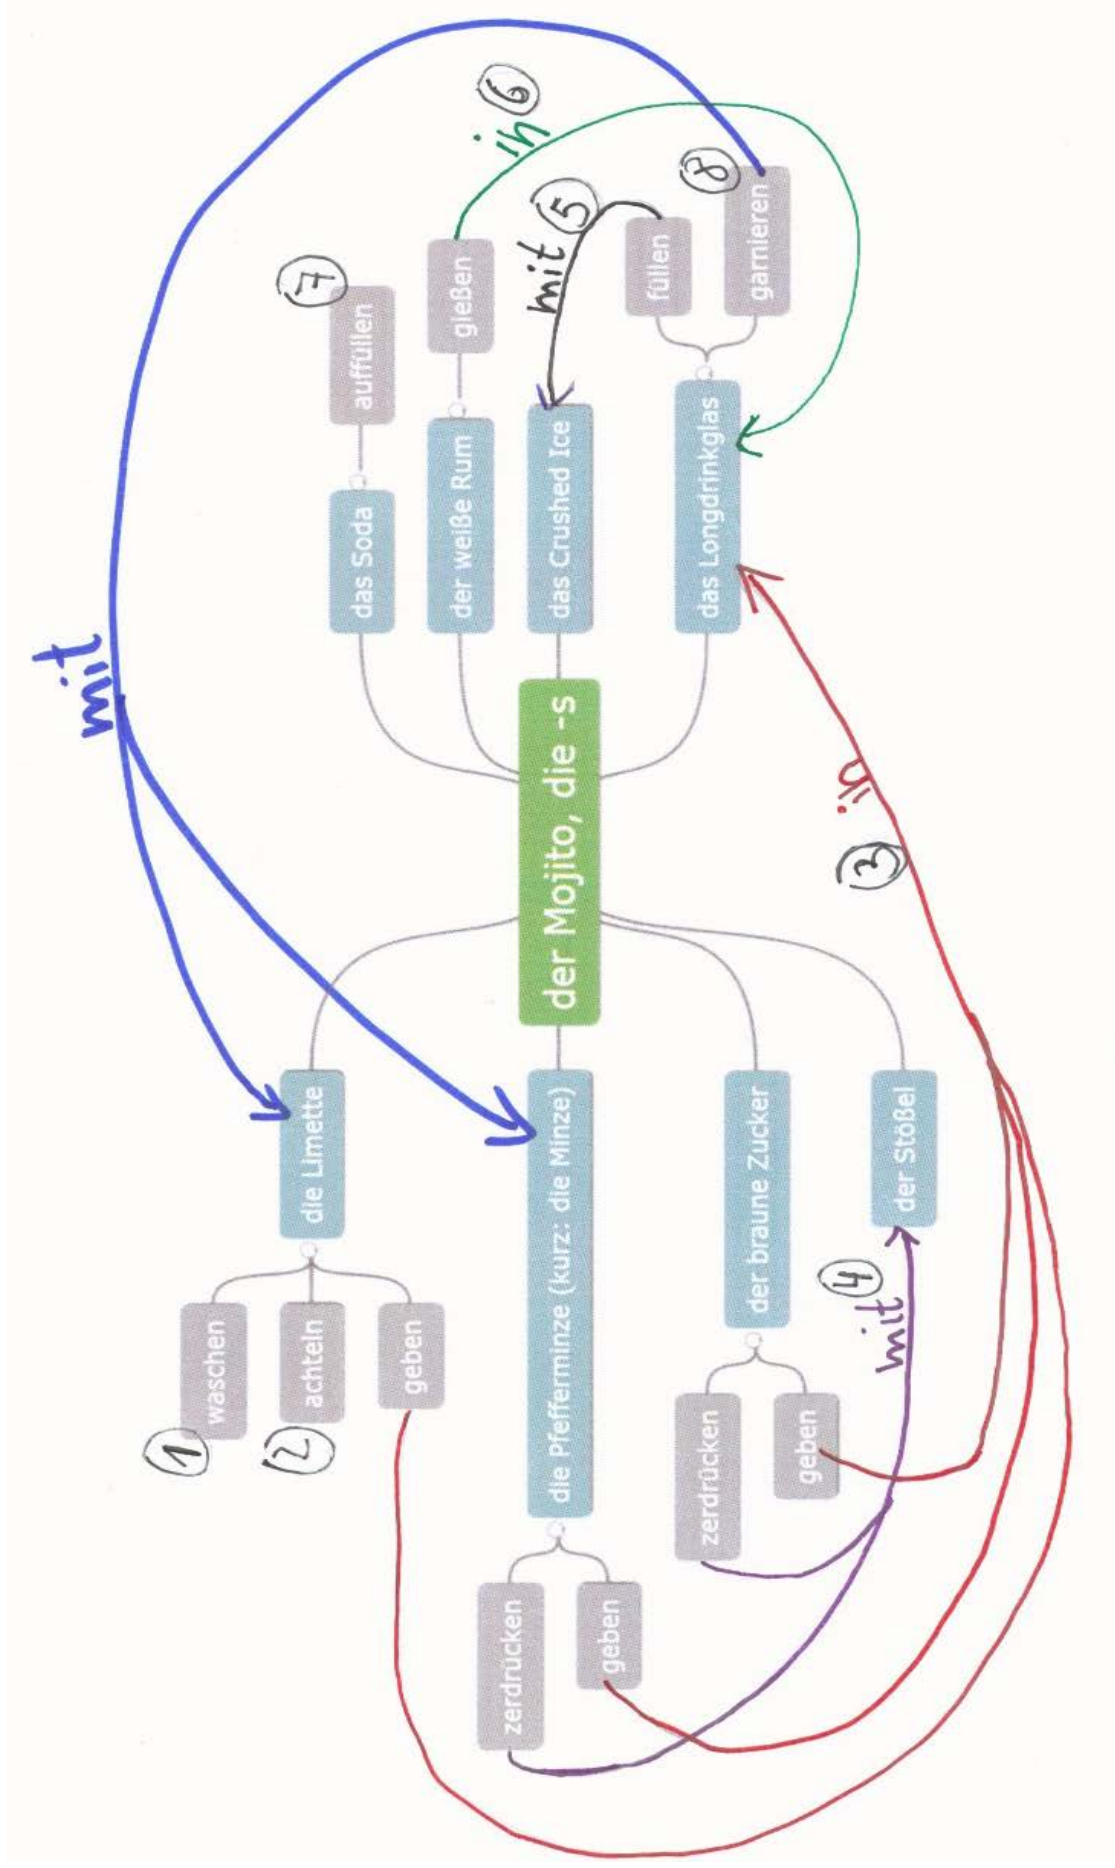 mit
in
6
7
mit
5
8
auffüllen
gießen
füllen
garnieren
das Soda
der weiße Rum
das Crushed Ice
das Longdrinkglas
der Mojito, die -s
in
3
die Limette
die Pfefferminze (kurz: die Minze)
der braune Zucker
der Stößel
mit
4
1
waschen
2
achteln
geben
zerdrücken
geben
zerdrücken
geben